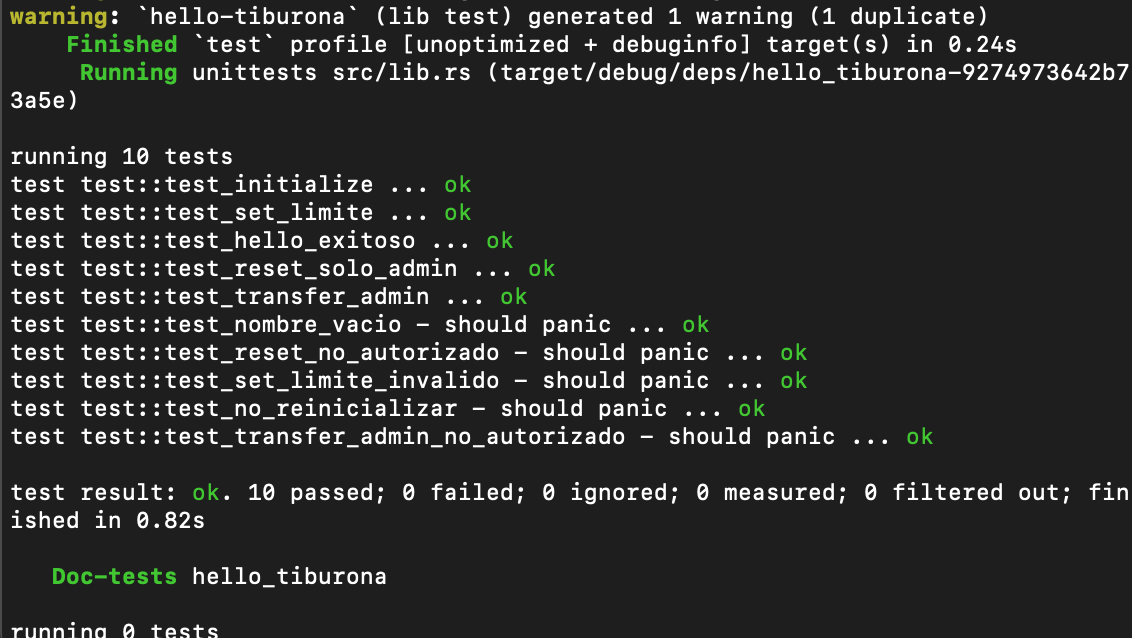 warning: `hello-tiburona` (lib test) generated 1 warning (1 duplicate)
Finished `test` profile [unoptimized + debuginfo] target(s) in 0.24s
Running unittests src/lib.rs (target/debug/deps/hello_tiburona-9274973642b7
3a5e)
running 10 tests
test test::test_initialize ... ok
test test::test_set_limite ... ok
test test::test_hello_exitoso ... ok
test test::test_reset_solo_admin ... ok
test test::test_transfer_admin ... ok
test test::test_nombre_vacio - should panic ... ok
test test::test_reset_no_autorizado - should panic ... ok
test test::test_set_limite_invalido - should panic ... ok
test test::test_no_reinicializar - should panic ... ok
test test::test_transfer_admin_no_autorizado - should panic ... ok
test result: ok. 10 passed; 0 failed; 0 ignored; 0 measured; 0 filtered out; fin
ished in 0.82s
Doc-tests hello_tiburona
running 0 tests